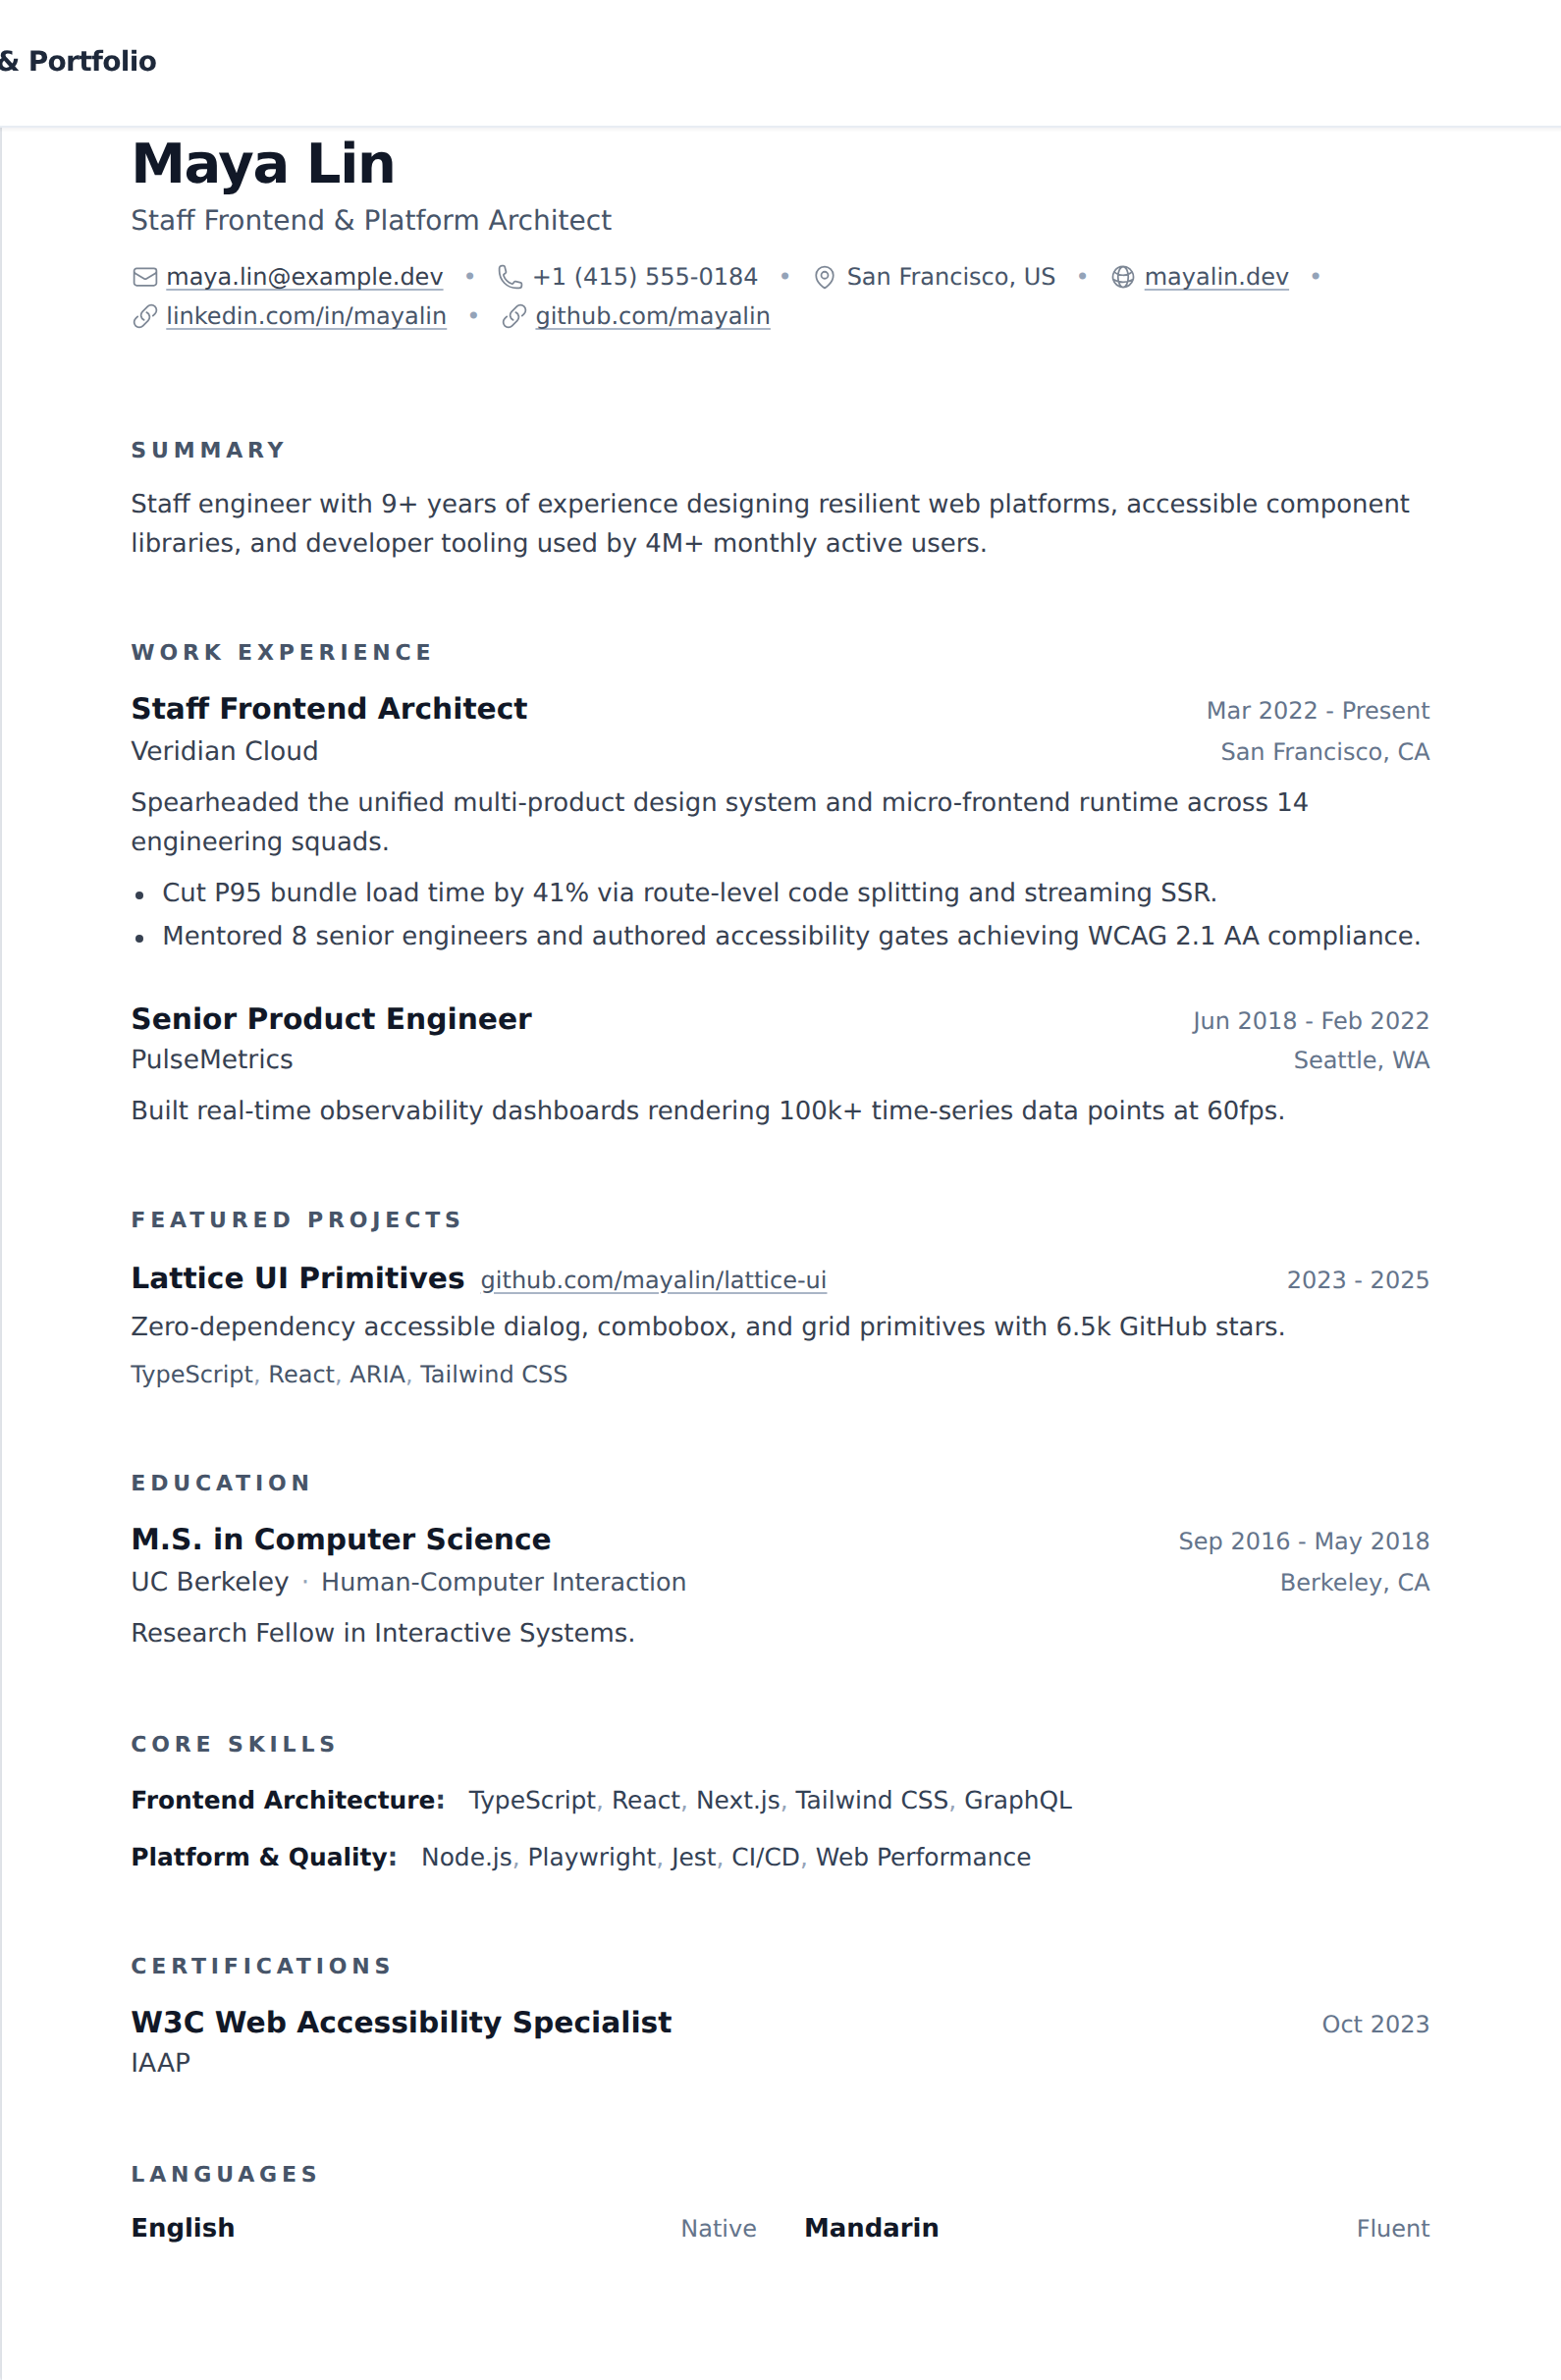 & Portfolio
Maya Lin
Staff Frontend & Platform Architect
maya.lin@example.dev • +1 (415) 555-0184 • San Francisco, US • mayalin.dev •
linkedin.com/in/mayalin • github.com/mayalin
SUMMARY
Staff engineer with 9+ years of experience designing resilient web platforms, accessible component
libraries, and developer tooling used by 4M+ monthly active users.
WORK EXPERIENCE
Staff Frontend Architect Mar 2022 - Present
Veridian Cloud San Francisco, CA
Spearheaded the unified multi-product design system and micro-frontend runtime across 14
engineering squads.
• Cut P95 bundle load time by 41% via route-level code splitting and streaming SSR.
• Mentored 8 senior engineers and authored accessibility gates achieving WCAG 2.1 AA compliance.
Senior Product Engineer Jun 2018 - Feb 2022
PulseMetrics Seattle, WA
Built real-time observability dashboards rendering 100k+ time-series data points at 60fps.
FEATURED PROJECTS
Lattice UI Primitives github.com/mayalin/lattice-ui 2023 - 2025
Zero-dependency accessible dialog, combobox, and grid primitives with 6.5k GitHub stars.
TypeScript, React, ARIA, Tailwind CSS
EDUCATION
M.S. in Computer Science Sep 2016 - May 2018
UC Berkeley · Human-Computer Interaction Berkeley, CA
Research Fellow in Interactive Systems.
CORE SKILLS
Frontend Architecture: TypeScript, React, Next.js, Tailwind CSS, GraphQL
Platform & Quality: Node.js, Playwright, Jest, CI/CD, Web Performance
CERTIFICATIONS
W3C Web Accessibility Specialist Oct 2023
IAAP
LANGUAGES
English Native Mandarin Fluent